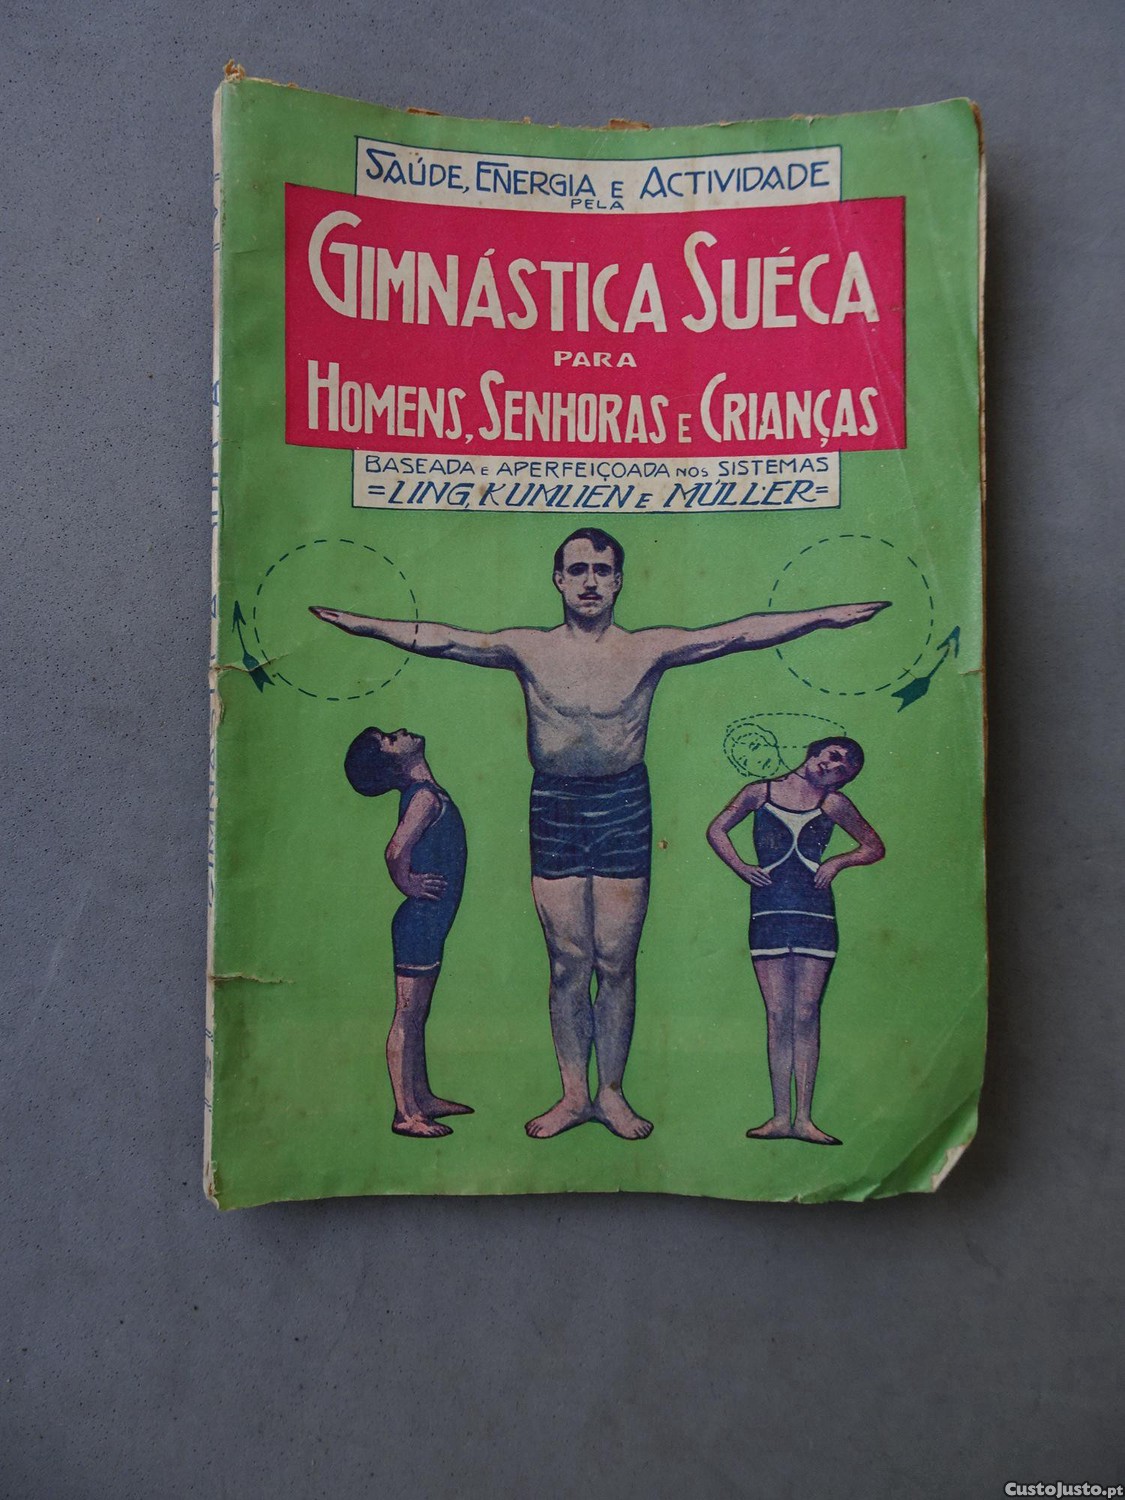 SAÚDE, ENERGIA E ACTIVIDADE
PELA
GIMNÁSTICA SUÉCA
PARA
HOMENS, SENHORAS E CRIANÇAS
BASEADA E APERFEIÇOADA NOS SISTEMAS
=LING, KUMLIEN E MÜLLER=
CustoJusto.pt